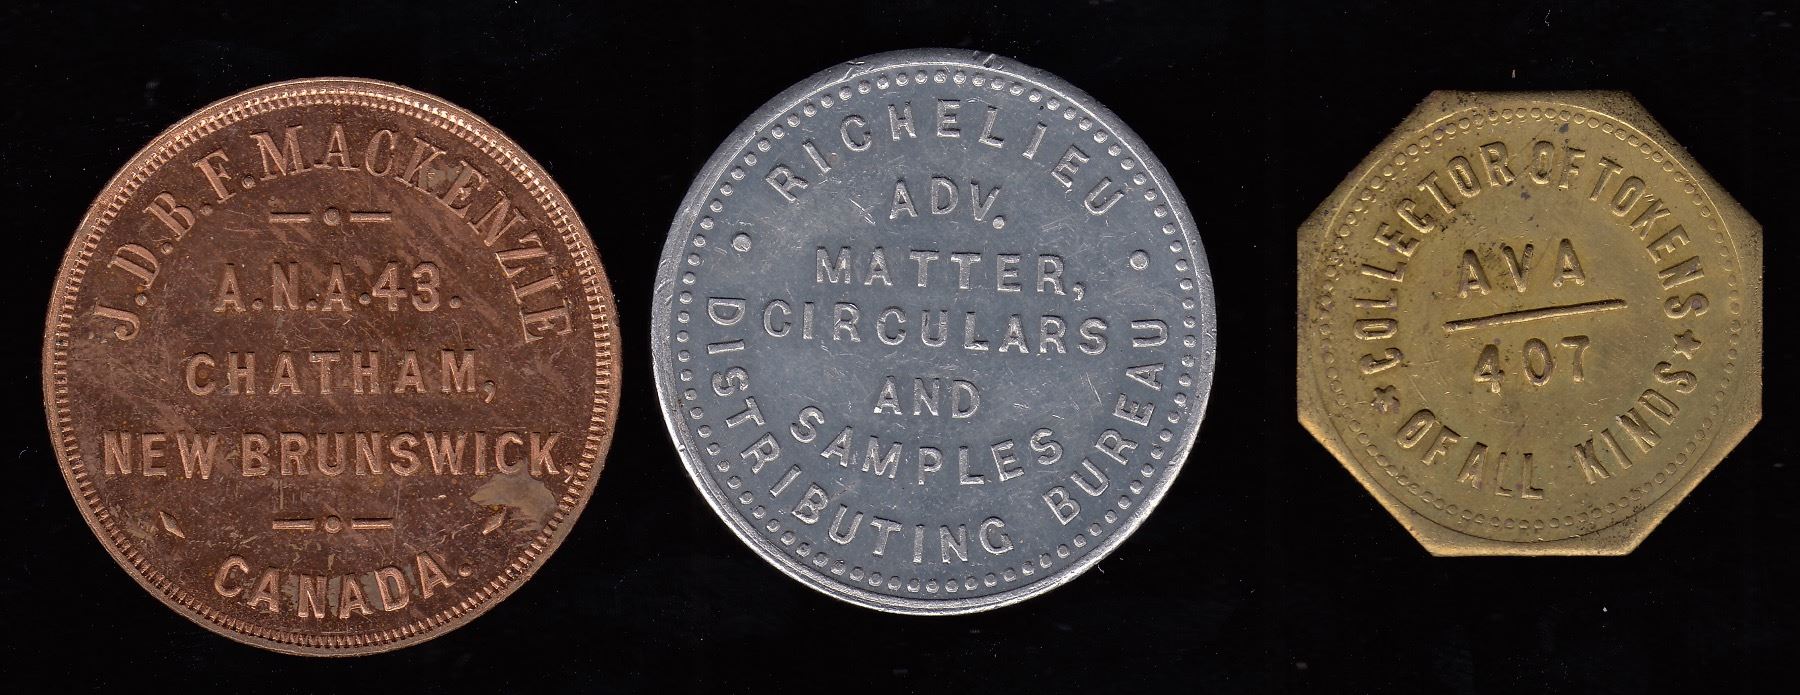 J.D.B.F. MACKENZIE
A.N.A. 43.
CHATHAM,
NEW BRUNSWICK,
CANADA.
RICHELIEU
ADV.
MATTER,
CIRCULARS
AND
SAMPLES
DISTRIBUTING BUREAU
COLLECTOR OF TOKENS
AVA
407
OF ALL KINDS